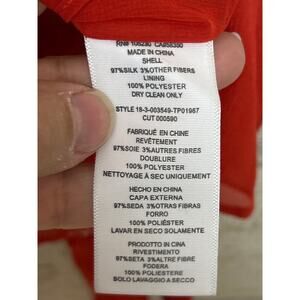 RN# 105230 CA#58350
MADE IN CHINA
SHELL
97%SILK 3%OTHER FIBERS
LINING
100% POLYESTER
DRY CLEAN ONLY
STYLE 18-3-003549-TP01967
CUT 000590
FABRIQUÉ EN CHINE
REVÊTEMENT
97%SOIE 3%AUTRES FIBRES
DOUBLURE
100% POLYESTER
NETTOYAGE À SEC UNIQUEMENT
HECHO EN CHINA
CAPA EXTERNA
97%SEDA 3%OTRAS FIBRAS
FORRO
100% POLIÉSTER
LAVAR EN SECO SOLAMENTE
PRODOTTO IN CINA
RIVESTIMENTO
97%SETA 3%ALTRE FIBRE
FODERA
100% POLIESTERE
SOLO LAVAGGIO A SECCO